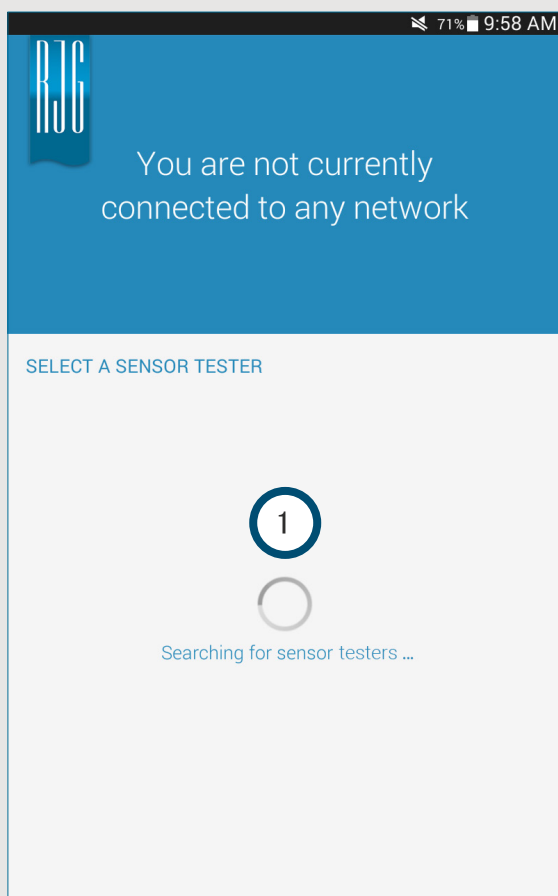 71% 9:58 AM
RJG
You are not currently
connected to any network
SELECT A SENSOR TESTER
1
Searching for sensor testers ...